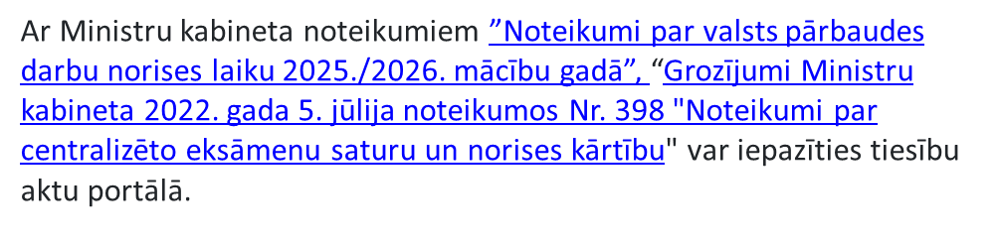 Ar Ministru kabineta noteikumiem ”Noteikumi par valsts pārbaudes
darbu norises laiku 2025./2026. mācību gadā”, “Grozījumi Ministru
kabineta 2022. gada 5. jūlija noteikumos Nr. 398 "Noteikumi par
centralizēto eksāmenu saturu un norises kārtību" var iepazīties tiesību
aktu portālā.